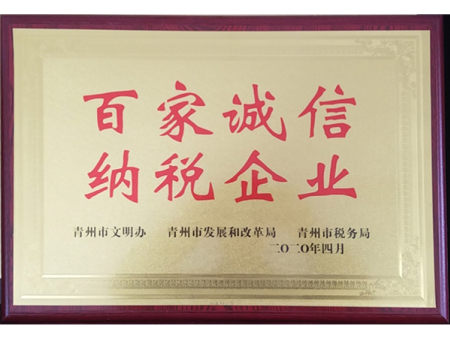 百家诚信
纳税企业
青州市文明办 青州市发展和改革局 青州市税务局
二〇二〇年四月